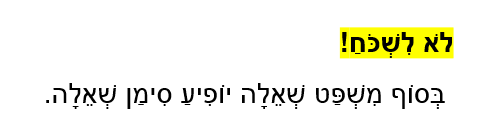 לֹא לִשְׁכֹּחַ!
בְּסוֹף מִשְׁפַּט שְׁאֵלָה יוֹפִיעַ סִימַן שְׁאֵלָה.